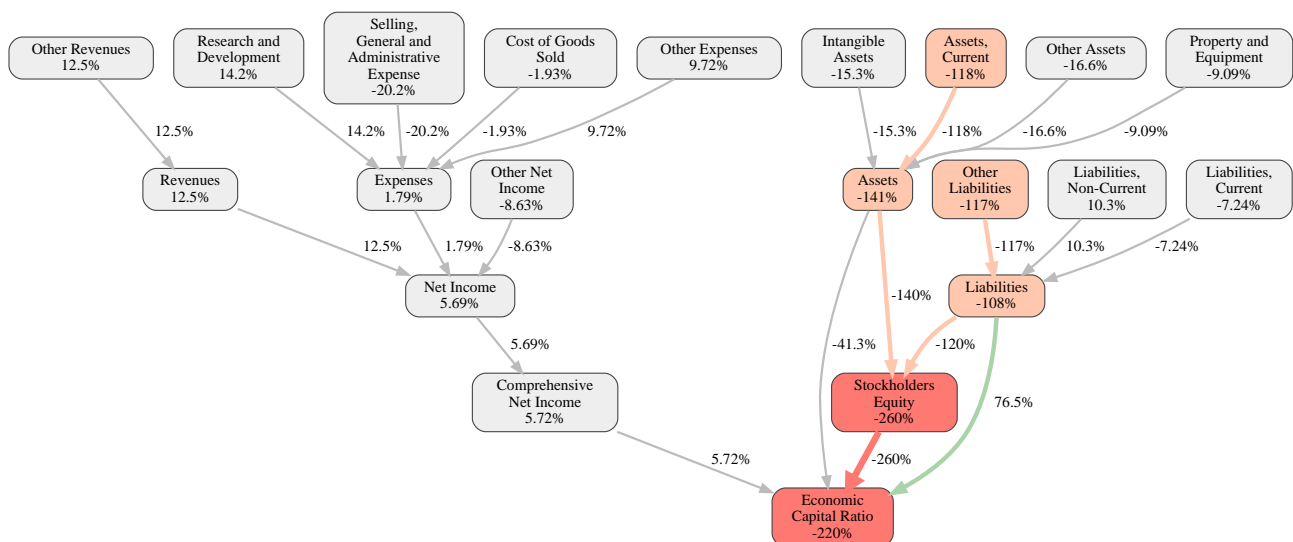 Other Revenues
12.5%
Research and
Development
14.2%
Selling,
General and
Administrative
Expense
-20.2%
Cost of Goods
Sold
-1.93%
Other Expenses
9.72%
Intangible
Assets
-15.3%
Assets,
Current
-118%
Other Assets
-16.6%
Property and
Equipment
-9.09%
12.5%
14.2%
-20.2%
-1.93%
9.72%
-15.3%
-118%
-16.6%
-9.09%
Revenues
12.5%
Expenses
1.79%
Other Net
Income
-8.63%
Assets
-141%
Other
Liabilities
-117%
Liabilities,
Non-Current
10.3%
Liabilities,
Current
-7.24%
12.5%
1.79%
-8.63%
-117%
10.3%
-7.24%
Net Income
5.69%
-140%
Liabilities
-108%
5.69%
-41.3%
-120%
Comprehensive
Net Income
5.72%
Stockholders
Equity
-260%
76.5%
5.72%
-260%
Economic
Capital Ratio
-220%